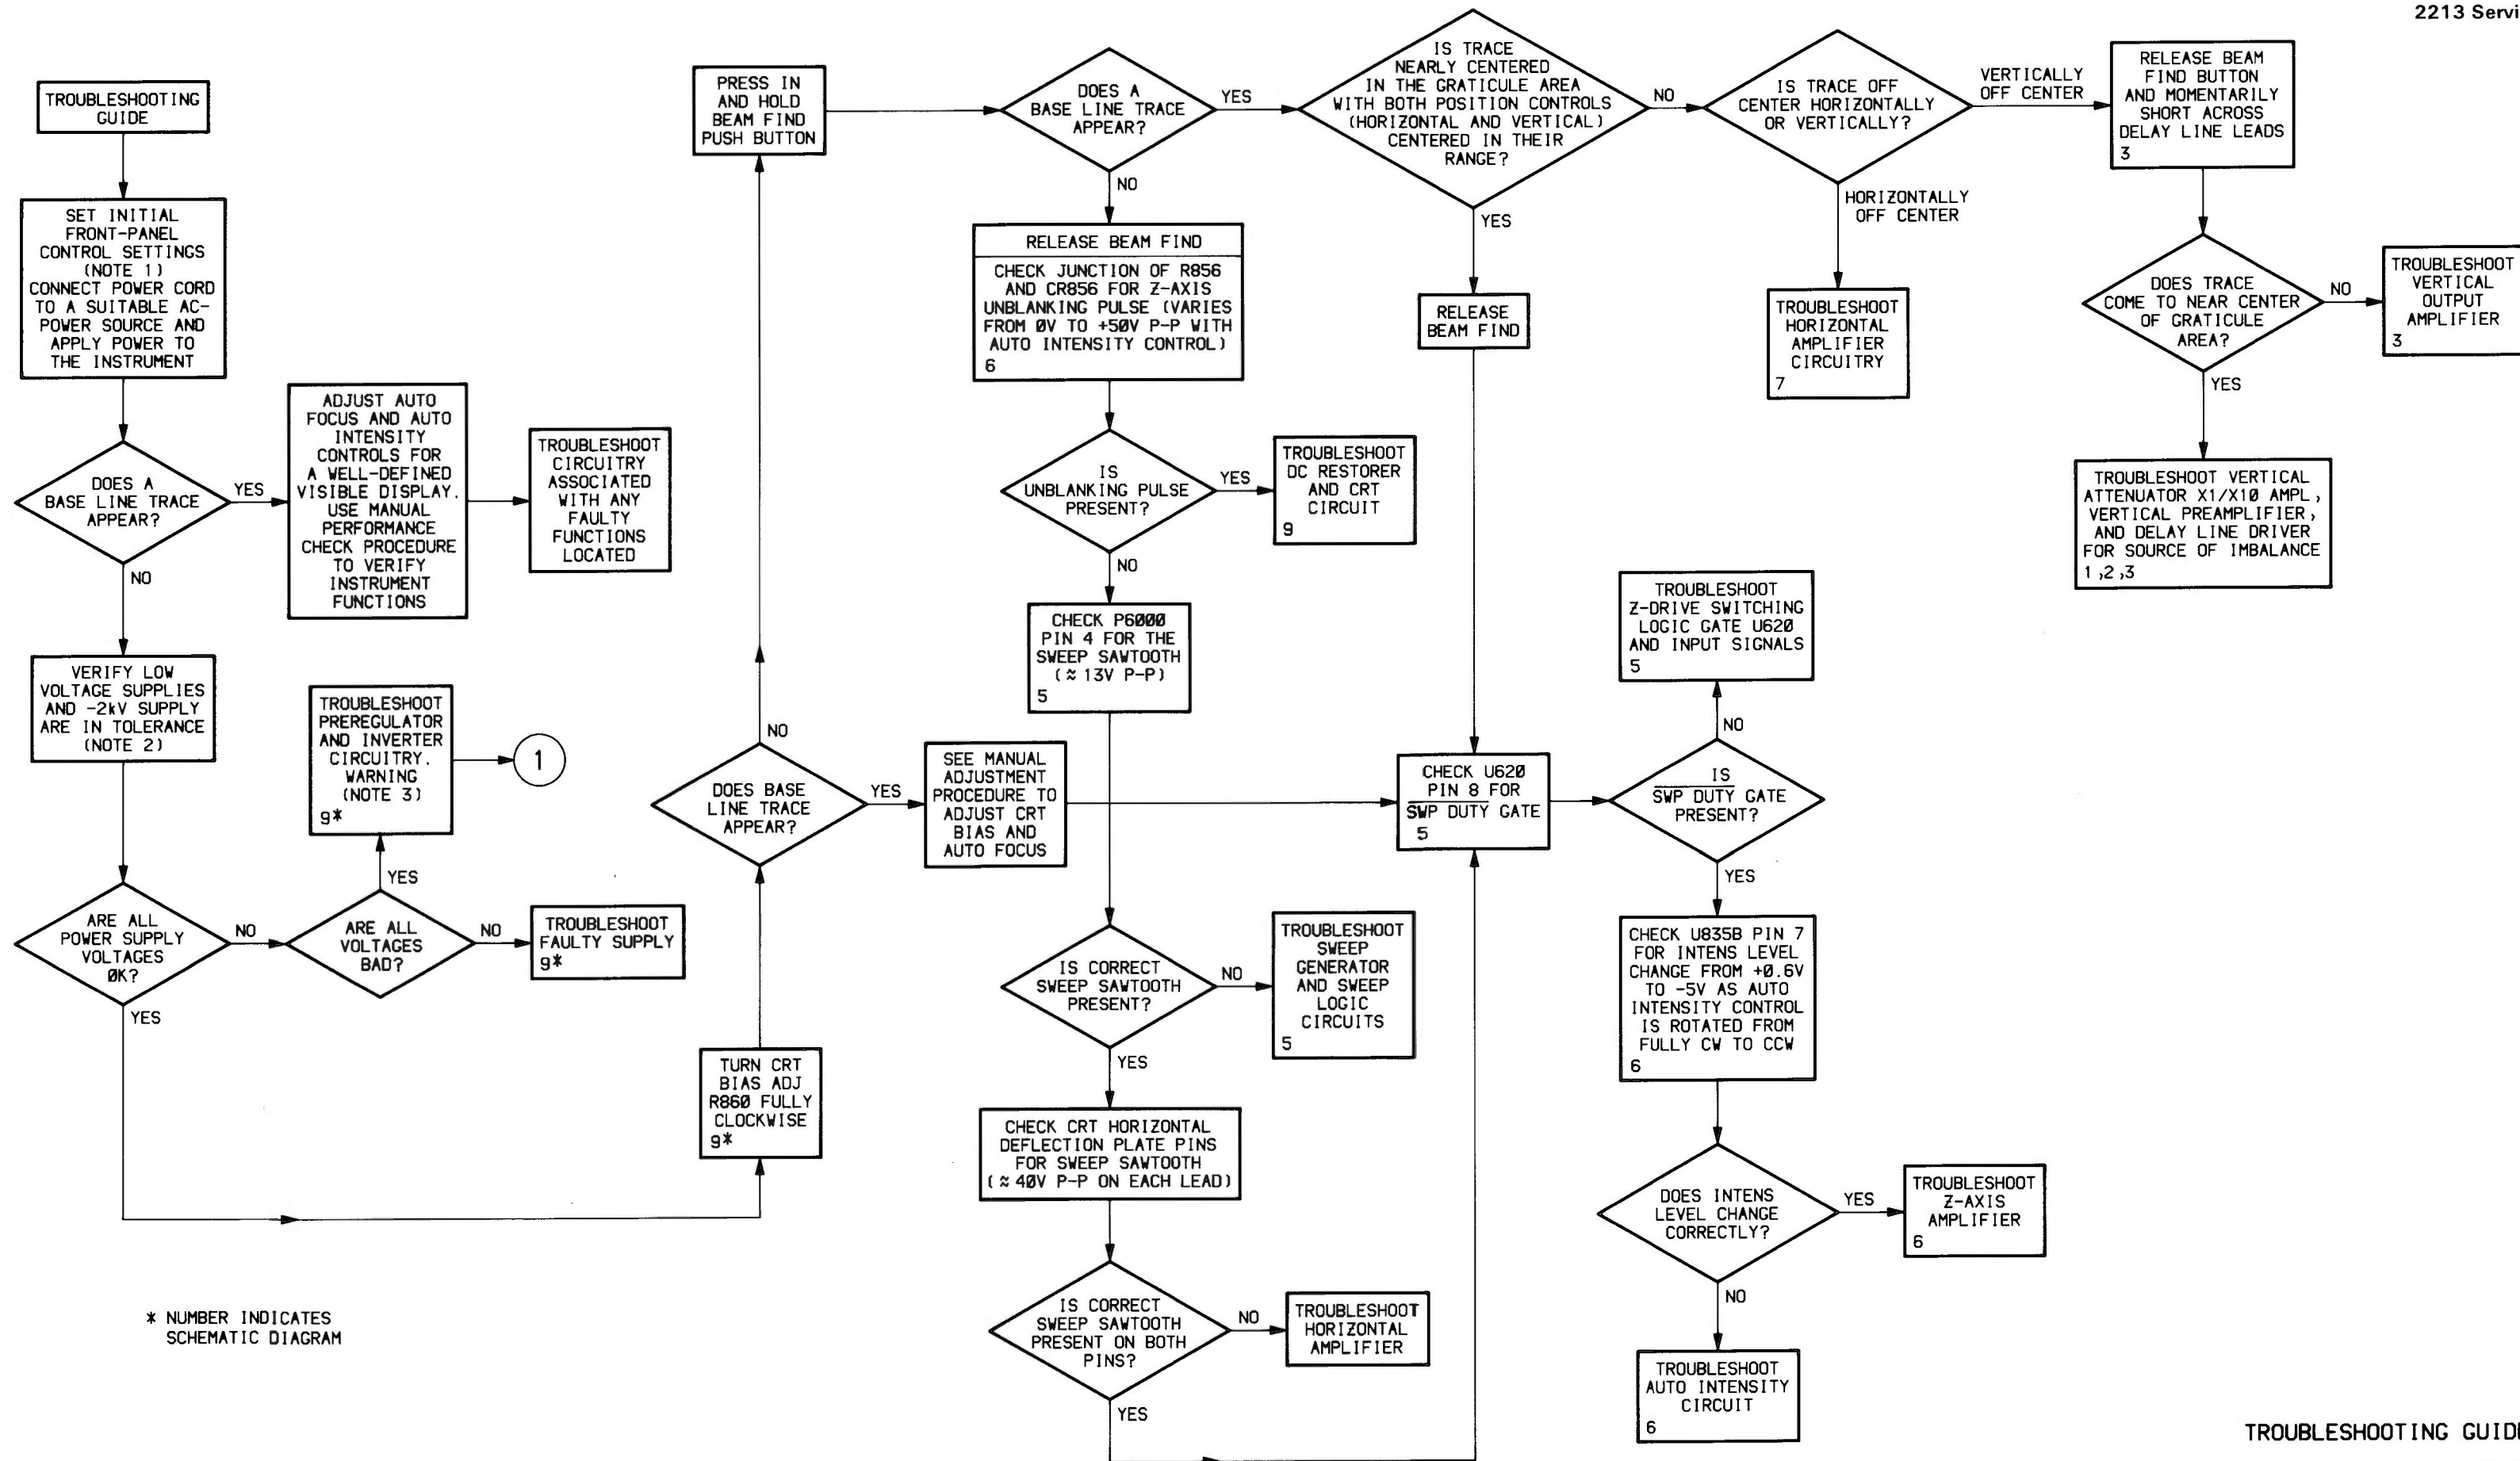 2213 Servi
TROUBLESHOOTING
GUIDE
SET INITIAL
FRONT-PANEL
CONTROL SETTINGS
(NOTE 1)
CONNECT POWER CORD
TO A SUITABLE AC-
POWER SOURCE AND
APPLY POWER TO
THE INSTRUMENT
DOES A
BASE LINE TRACE
APPEAR?
YES
NO
ADJUST AUTO
FOCUS AND AUTO
INTENSITY
CONTROLS FOR
A WELL-DEFINED
VISIBLE DISPLAY.
USE MANUAL
PERFORMANCE
CHECK PROCEDURE
TO VERIFY
INSTRUMENT
FUNCTIONS
TROUBLESHOOT
CIRCUITRY
ASSOCIATED
WITH ANY
FAULTY
FUNCTIONS
LOCATED
VERIFY LOW
VOLTAGE SUPPLIES
AND -2kV SUPPLY
ARE IN TOLERANCE
(NOTE 2)
ARE ALL
POWER SUPPLY
VOLTAGES
0K?
NO
YES
ARE ALL
VOLTAGES
BAD?
YES
NO
TROUBLESHOOT
PREREGULATOR
AND INVERTER
CIRCUITRY.
WARNING
(NOTE 3)
9*
1
TROUBLESHOOT
FAULTY SUPPLY
9*
TURN CRT
BIAS ADJ
R860 FULLY
CLOCKWISE
9*
DOES BASE
LINE TRACE
APPEAR?
NO
YES
SEE MANUAL
ADJUSTMENT
PROCEDURE TO
ADJUST CRT
BIAS AND
AUTO FOCUS
PRESS IN
AND HOLD
BEAM FIND
PUSH BUTTON
DOES A
BASE LINE TRACE
APPEAR?
YES
NO
RELEASE BEAM FIND
CHECK JUNCTION OF R856
AND CR856 FOR Z-AXIS
UNBLANKING PULSE (VARIES
FROM 0V TO +50V P-P WITH
AUTO INTENSITY CONTROL)
6
IS
UNBLANKING PULSE
PRESENT?
YES
NO
TROUBLESHOOT
DC RESTORER
AND CRT
CIRCUIT
9
CHECK P6000
PIN 4 FOR THE
SWEEP SAWTOOTH
(≈ 13V P-P)
5
IS CORRECT
SWEEP SAWTOOTH
PRESENT?
NO
YES
TROUBLESHOOT
SWEEP
GENERATOR
AND SWEEP
LOGIC
CIRCUITS
5
CHECK CRT HORIZONTAL
DEFLECTION PLATE PINS
FOR SWEEP SAWTOOTH
(≈ 40V P-P ON EACH LEAD)
IS CORRECT
SWEEP SAWTOOTH
PRESENT ON BOTH
PINS?
NO
YES
TROUBLESHOOT
HORIZONTAL
AMPLIFIER
IS TRACE
NEARLY CENTERED
IN THE GRATICULE AREA
WITH BOTH POSITION CONTROLS
(HORIZONTAL AND VERTICAL)
CENTERED IN THEIR
RANGE?
NO
YES
RELEASE
BEAM FIND
CHECK U620
PIN 8 FOR
SWP DUTY GATE
5
IS TRACE OFF
CENTER HORIZONTALLY
OR VERTICALLY?
VERTICALLY
OFF CENTER
HORIZONTALLY
OFF CENTER
TROUBLESHOOT
HORIZONTAL
AMPLIFIER
CIRCUITRY
7
RELEASE BEAM
FIND BUTTON
AND MOMENTARILY
SHORT ACROSS
DELAY LINE LEADS
3
DOES TRACE
COME TO NEAR CENTER
OF GRATICULE
AREA?
NO
YES
TROUBLESHOOT
VERTICAL
OUTPUT
AMPLIFIER
3
TROUBLESHOOT VERTICAL
ATTENUATOR X1/X10 AMPL,
VERTICAL PREAMPLIFIER,
AND DELAY LINE DRIVER
FOR SOURCE OF IMBALANCE
1,2,3
TROUBLESHOOT
Z-DRIVE SWITCHING
LOGIC GATE U620
AND INPUT SIGNALS
5
NO
IS
SWP DUTY GATE
PRESENT?
YES
CHECK U835B PIN 7
FOR INTENS LEVEL
CHANGE FROM +0.6V
TO -5V AS AUTO
INTENSITY CONTROL
IS ROTATED FROM
FULLY CW TO CCW
6
DOES INTENS
LEVEL CHANGE
CORRECTLY?
YES
NO
TROUBLESHOOT
Z-AXIS
AMPLIFIER
6
TROUBLESHOOT
AUTO INTENSITY
CIRCUIT
6
* NUMBER INDICATES
SCHEMATIC DIAGRAM
TROUBLESHOOTING GUIDE